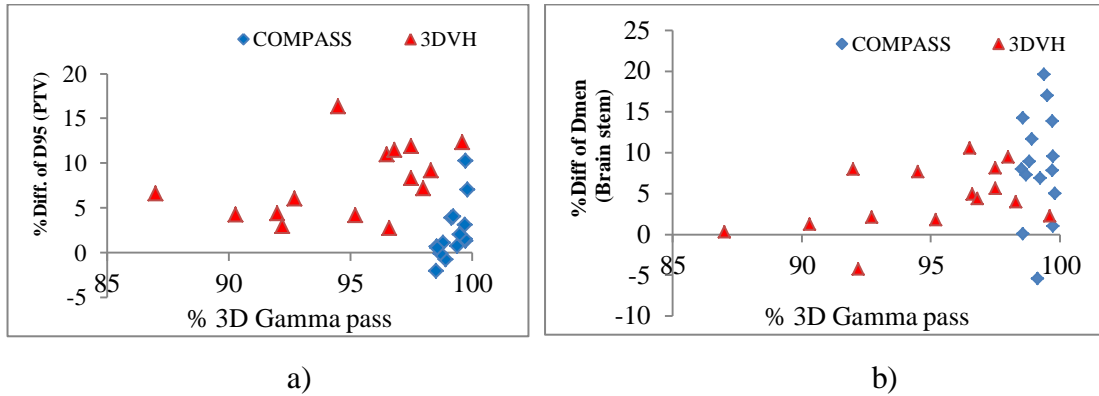 COMPASS 3DVH
%Diff. of D95 (PTV)
20
15
10
5
0
-5
85 90 95 100
% 3D Gamma pass
a)
COMPASS 3DVH
%Diff of Dmen
(Brain stem)
25
20
15
10
5
0
-5
-10
85 90 95 100
% 3D Gamma pass
b)